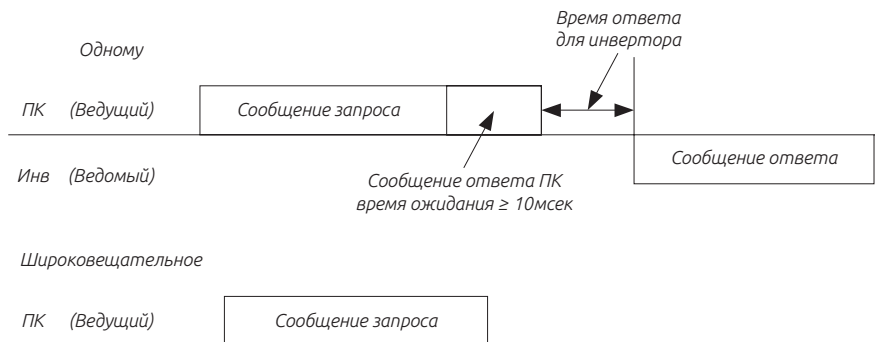 Время ответа
для инвертора
Одному
ПК (Ведущий) Сообщение запроса
Инв (Ведомый) Сообщение ответа
Сообщение ответа ПК
время ожидания ≥ 10мсек
Широковещательное
ПК (Ведущий) Сообщение запроса